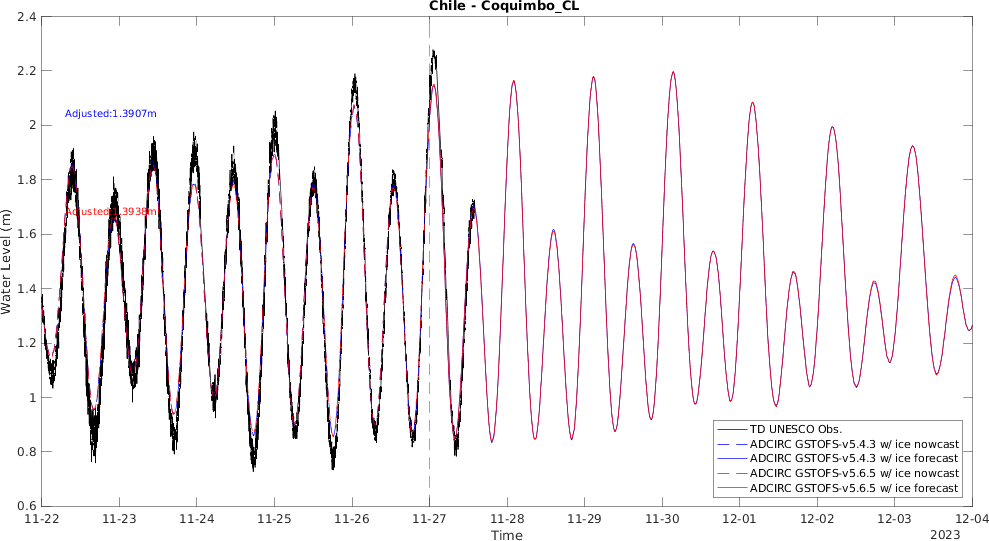 Chile - Coquimbo_CL
2.4
2.2
2
1.8
1.6
1.4
1.2
1
0.8
0.6
Water Level (m)
Adjusted:1.3907m
Adjusted:1.3938m
TD UNESCO Obs.
ADCIRC GSTOFS-v5.4.3 w/ ice nowcast
ADCIRC GSTOFS-v5.4.3 w/ ice forecast
ADCIRC GSTOFS-v5.6.5 w/ ice nowcast
ADCIRC GSTOFS-v5.6.5 w/ ice forecast
11-22 11-23 11-24 11-25 11-26 11-27 11-28 11-29 11-30 12-01 12-02 12-03 12-04
Time
2023